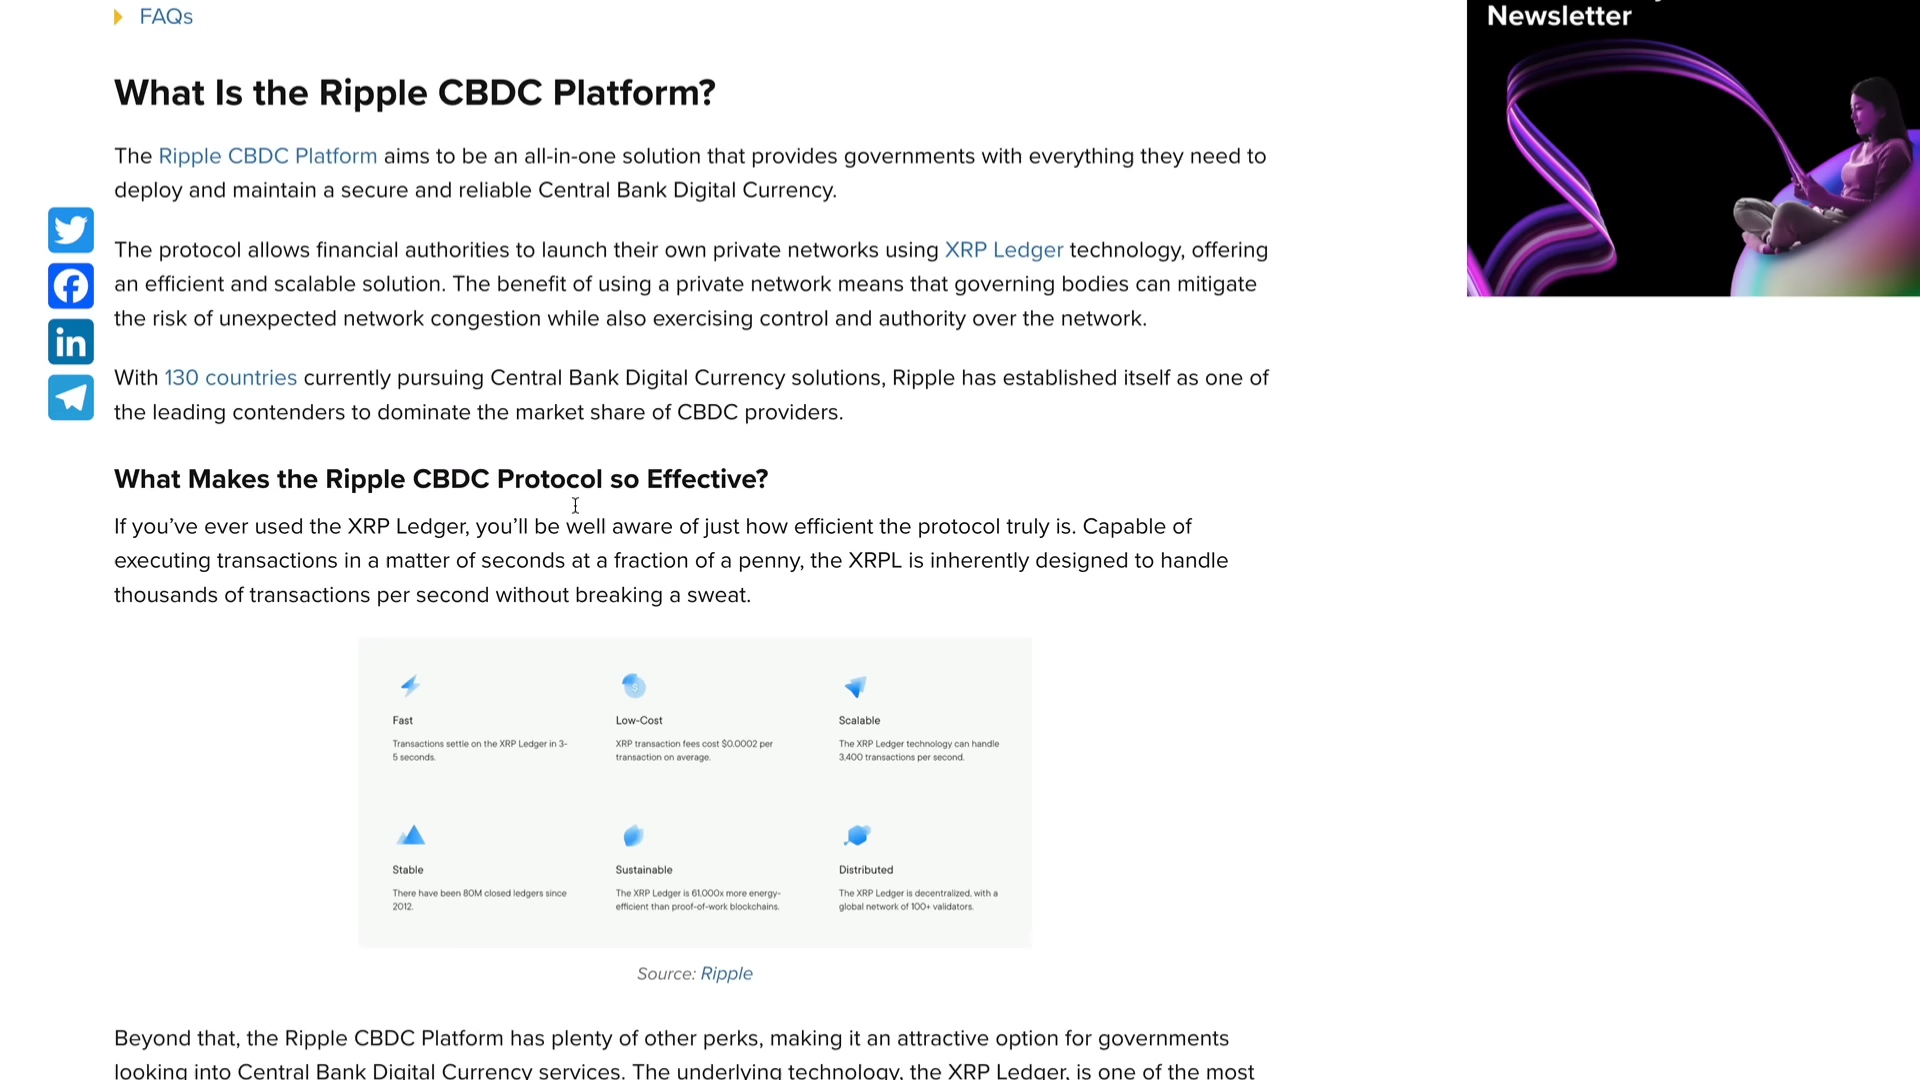 FAQs
Newsletter
What Is the Ripple CBDC Platform?
The Ripple CBDC Platform aims to be an all-in-one solution that provides governments with everything they need to
deploy and maintain a secure and reliable Central Bank Digital Currency.
The protocol allows financial authorities to launch their own private networks using XRP Ledger technology, offering
an efficient and scalable solution. The benefit of using a private network means that governing bodies can mitigate
the risk of unexpected network congestion while also exercising control and authority over the network.
With 130 countries currently pursuing Central Bank Digital Currency solutions, Ripple has established itself as one of
the leading contenders to dominate the market share of CBDC providers.
What Makes the Ripple CBDC Protocol so Effective?
If you’ve ever used the XRP Ledger, you’ll be well aware of just how efficient the protocol truly is. Capable of
executing transactions in a matter of seconds at a fraction of a penny, the XRPL is inherently designed to handle
thousands of transactions per second without breaking a sweat.
Fast
Transactions settle on the XRP Ledger in 3-
5 seconds.
Low-Cost
XRP transaction fees cost $0.0002 per
transaction on average.
Scalable
The XRP Ledger technology can handle
3,400 transactions per second.
Stable
There have been 80M closed ledgers since
2012.
Sustainable
The XRP Ledger is 61,000x more energy-
efficient than proof-of-work blockchains.
Distributed
The XRP Ledger is decentralized, with a
global network of 100+ validators.
Source: Ripple
Beyond that, the Ripple CBDC Platform has plenty of other perks, making it an attractive option for governments
looking into Central Bank Digital Currency services. The underlying technology, the XRP Ledger, is one of the most